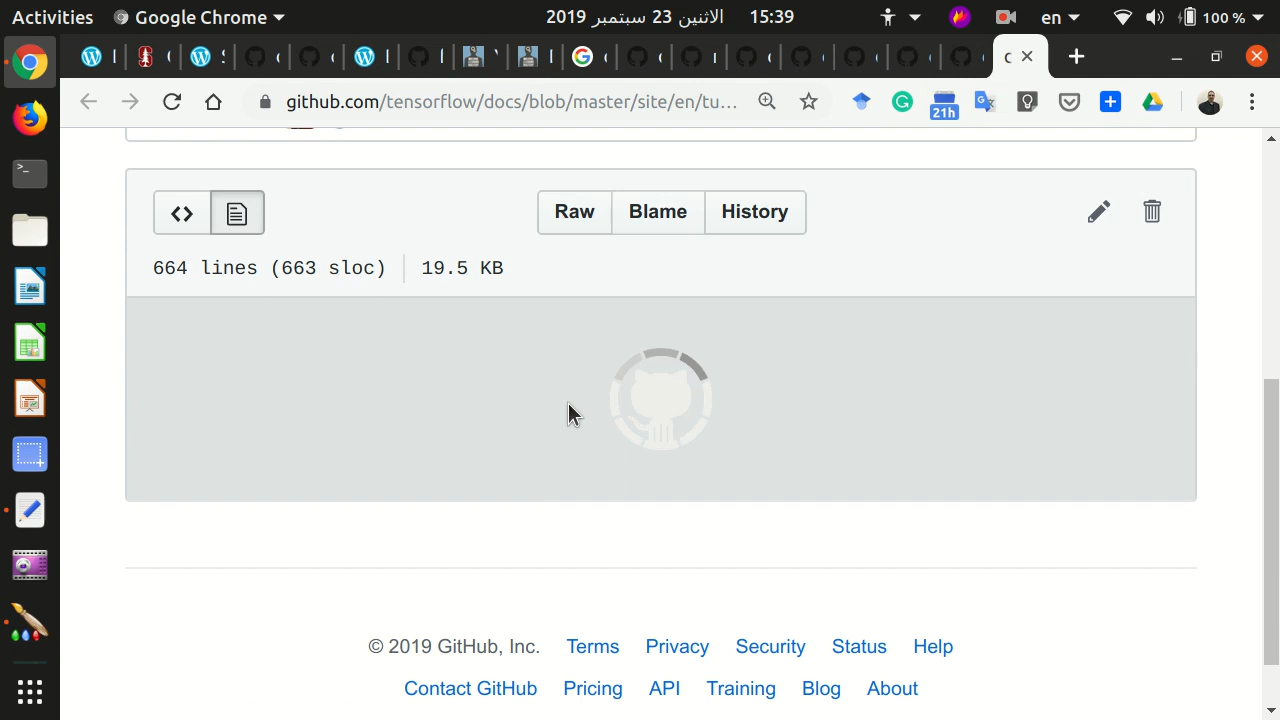 Activities Google Chrome الاثنين 23 سبتمبر 2019 15:39 en 100 %
github.com/tensorflow/docs/blob/master/site/en/tu...
21h
Raw Blame History
664 lines (663 sloc) 19.5 KB
© 2019 GitHub, Inc. Terms Privacy Security Status Help
Contact GitHub Pricing API Training Blog About